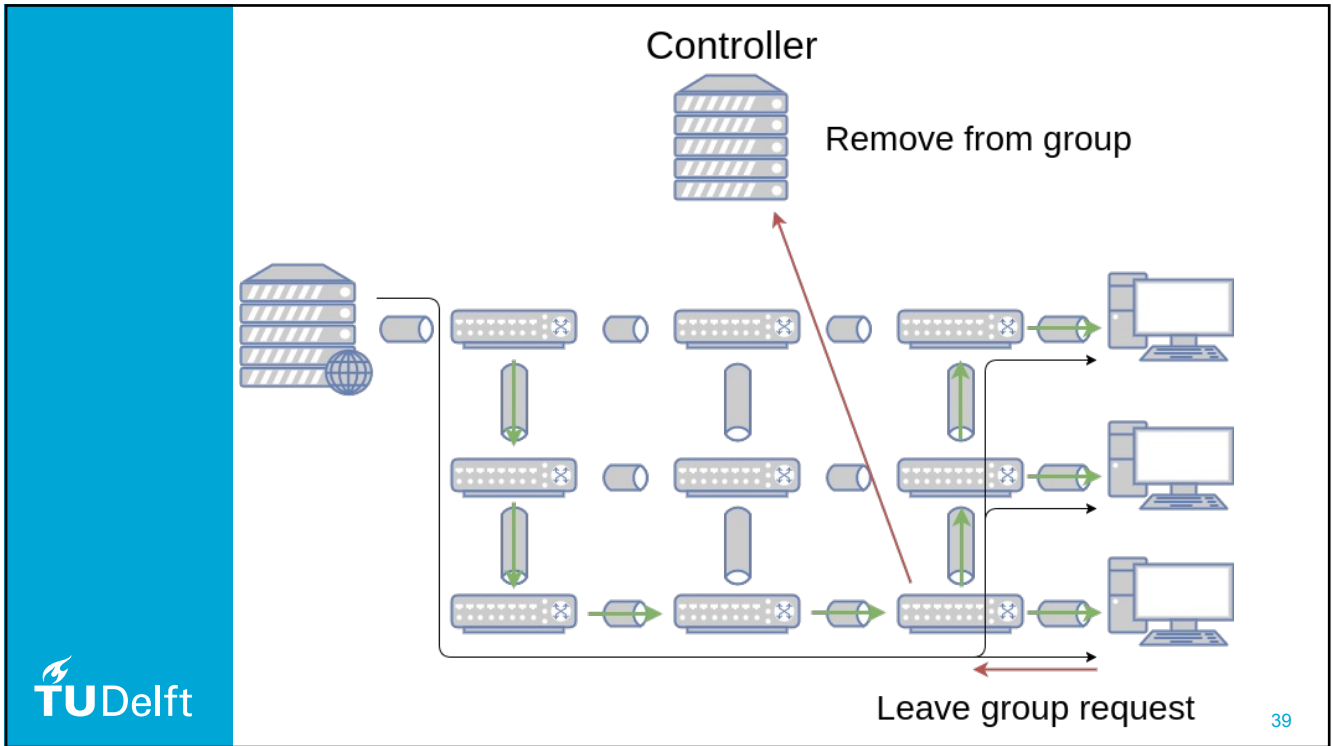 Controller
Remove from group
Leave group request
TUDelft
39